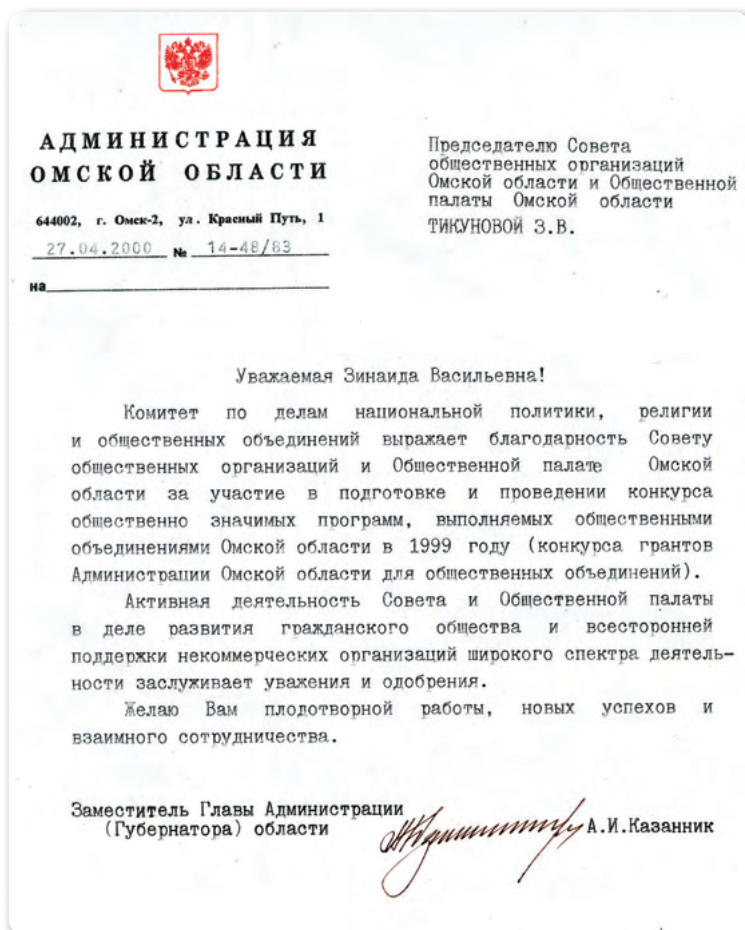 АДМИНИСТРАЦИЯ
ОМСКОЙ ОБЛАСТИ
644002, г. Омск-2, ул. Красный Путь, 1
27.04.2000 № 14-48/83
на
Председателю Совета
общественных организаций
Омской области и Общественной
палаты Омской области
ТИКУНОВОЙ З.В.
Уважаемая Зинаида Васильевна!
Комитет по делам национальной политики, религии
и общественных объединений выражает благодарность Совету
общественных организаций и Общественной палате Омской
области за участие в подготовке и проведении конкурса
общественно значимых программ, выполняемых общественными
объединениями Омской области в 1999 году (конкурса грантов
Администрации Омской области для общественных объединений).
Активная деятельность Совета и Общественной палаты
в деле развития гражданского общества и всесторонней
поддержки некоммерческих организаций широкого спектра деятель-
ности заслуживает уважения и одобрения.
Желаю Вам плодотворной работы, новых успехов и
взаимного сотрудничества.
Заместитель Главы Администрации
(Губернатора) области А.И.Казанник